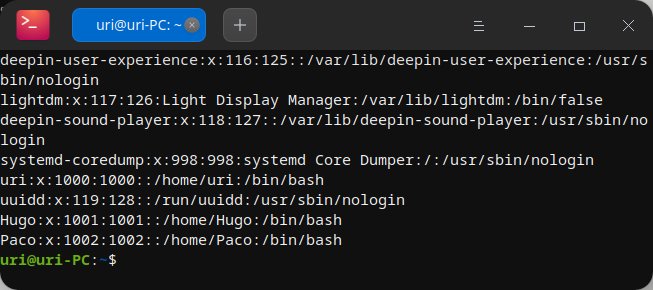 uri@uri-PC: ~
deepin-user-experience:x:116:125::/var/lib/deepin-user-experience:/usr/s
bin/nologin
lightdm:x:117:126:Light Display Manager:/var/lib/lightdm:/bin/false
deepin-sound-player:x:118:127::/var/lib/deepin-sound-player:/usr/sbin/no
login
systemd-coredump:x:998:998:systemd Core Dumper:/:/usr/sbin/nologin
uri:x:1000:1000::/home/uri:/bin/bash
uuidd:x:119:128::/run/uuidd:/usr/sbin/nologin
Hugo:x:1001:1001::/home/Hugo:/bin/bash
Paco:x:1002:1002::/home/Paco:/bin/bash
uri@uri-PC:~$